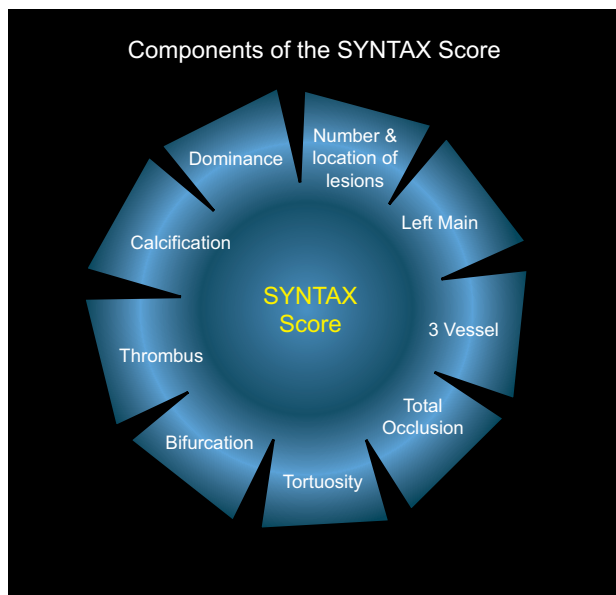 Components of the SYNTAX Score
Number &
location of
lesions
Left Main
3 Vessel
Total
Occlusion
Tortuosity
Bifurcation
Thrombus
Calcification
Dominance
SYNTAX
Score